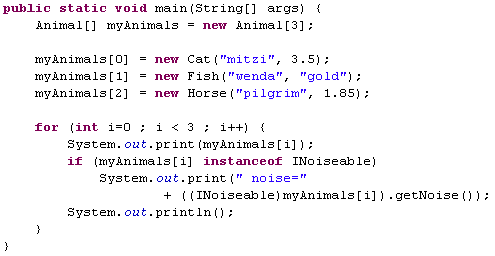 public static void main(String[] args) {
    Animal[] myAnimals = new Animal[3];

    myAnimals[0] = new Cat("mitzi", 3.5);
    myAnimals[1] = new Fish("wenda", "gold");
    myAnimals[2] = new Horse("pilgrim", 1.85);

    for (int i=0 ; i < 3 ; i++) {
        System.out.print(myAnimals[i]);
        if (myAnimals[i] instanceof INoiseable)
            System.out.print(" noise="
                    + ((INoiseable)myAnimals[i]).getNoise());
        System.out.println();
    }
}